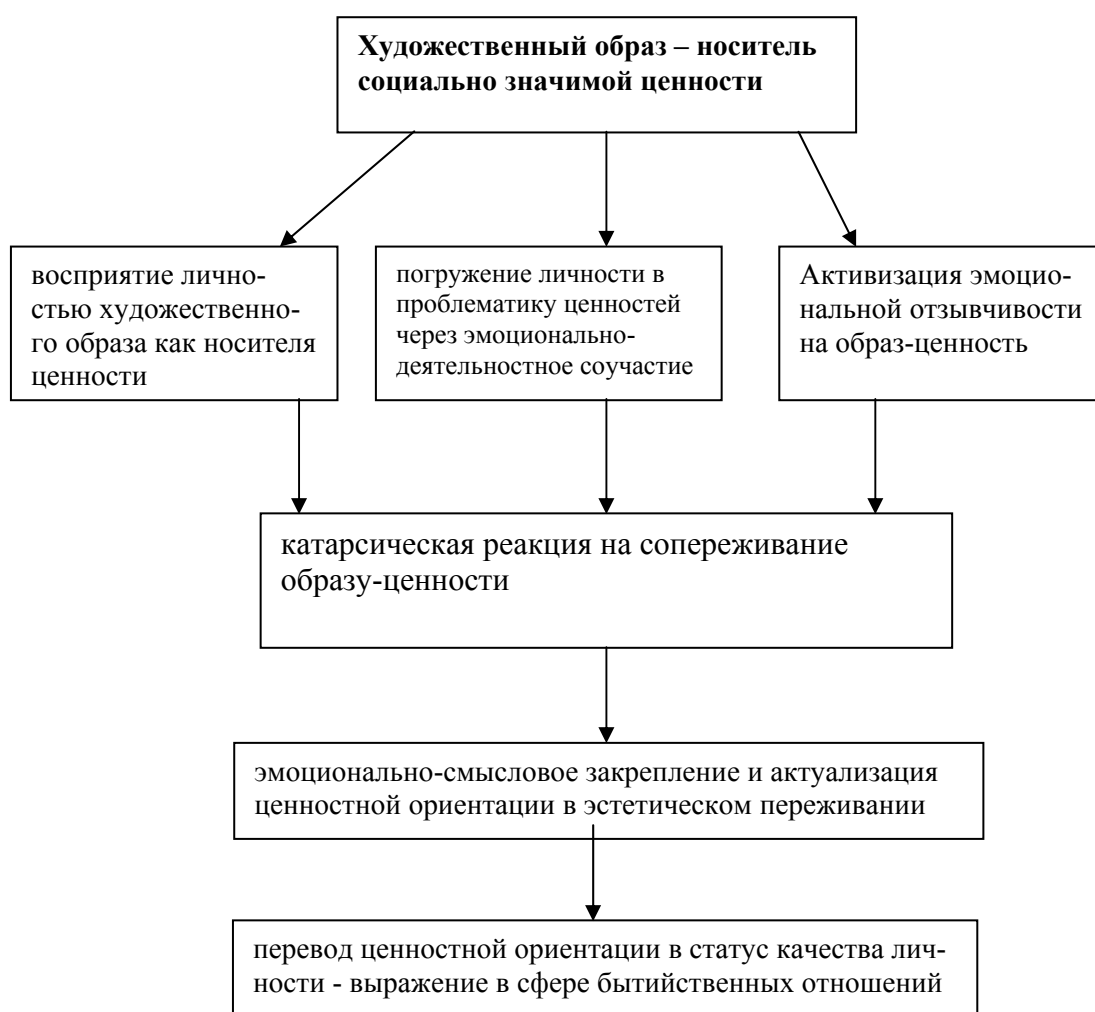 Художественный образ – носитель
социально значимой ценности
восприятие лично-
стью художественно-
го образа как носителя
ценности
погружение личности в
проблематику ценностей
через эмоционально-
деятельностное соучастие
Активизация эмоцио-
нальной отзывчивости
на образ-ценность
катарсическая реакция на сопереживание
образу-ценности
эмоционально-смысловое закрепление и актуализация
ценностной ориентации в эстетическом переживании
перевод ценностной ориентации в статус качества лич-
ности - выражение в сфере бытийственных отношений